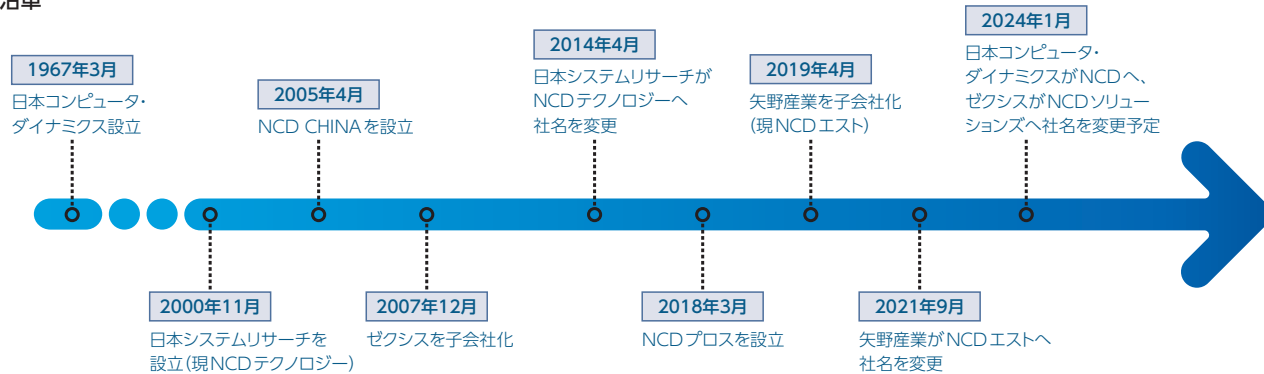 沿革
1967年3月
日本コンピュータ・
ダイナミクス設立
2000年11月
日本システムリサーチを
設立(現NCDテクノロジー)
2005年4月
NCD CHINAを設立
2007年12月
ゼクシスを子会社化
2014年4月
日本システムリサーチが
NCDテクノロジーへ
社名を変更
2018年3月
NCDプロスを設立
2019年4月
矢野産業を子会社化
(現NCDエスト)
2021年9月
矢野産業がNCDエストへ
社名を変更
2024年1月
日本コンピュータ・
ダイナミクスがNCDへ、
ゼクシスがNCDソリュー
ションズへ社名を変更予定